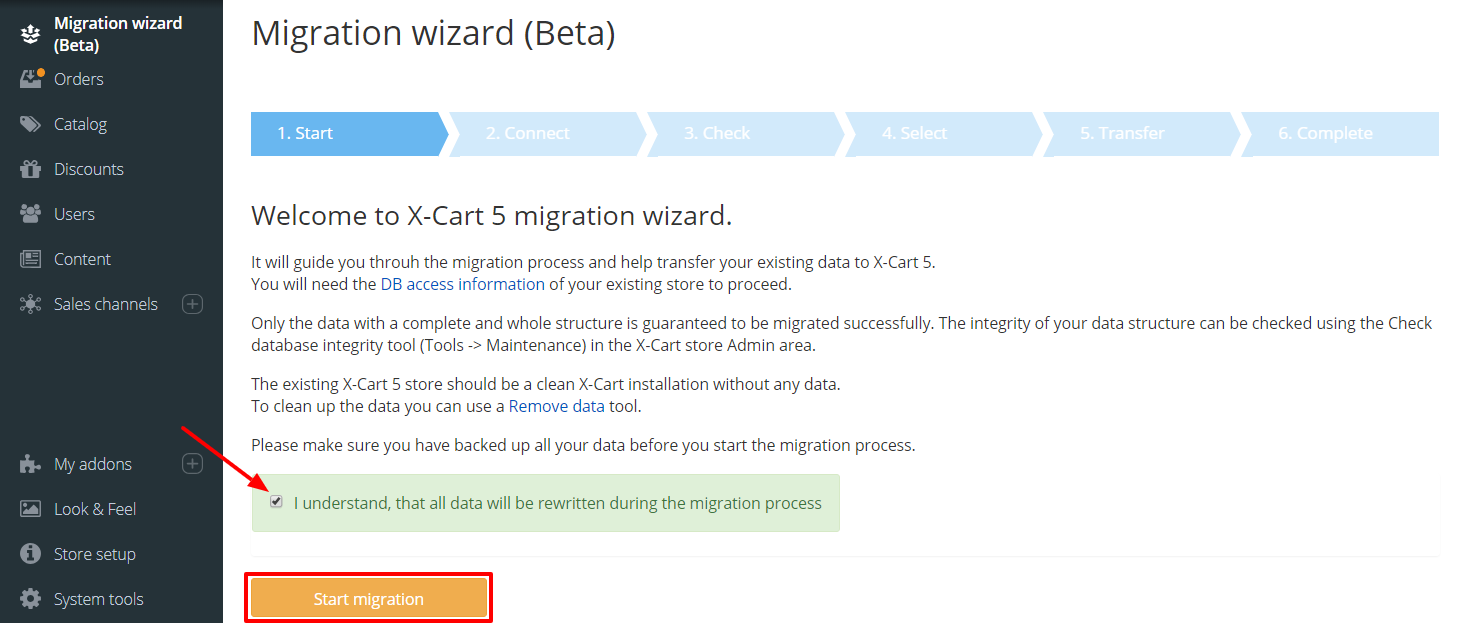 Migration wizard
(Beta)
Orders
Catalog
Discounts
Users
Content
Sales channels
My addons
Look & Feel
Store setup
System tools
Migration wizard (Beta)
1. Start
2. Connect
3. Check
4. Select
5. Transfer
6. Complete
Welcome to X-Cart 5 migration wizard.
It will guide you throuh the migration process and help transfer your existing data to X-Cart 5.
You will need the DB access information of your existing store to proceed.
Only the data with a complete and whole structure is guaranteed to be migrated successfully. The integrity of your data structure can be checked using the Check
database integrity tool (Tools -> Maintenance) in the X-Cart store Admin area.
The existing X-Cart 5 store should be a clean X-Cart installation without any data.
To clean up the data you can use a Remove data tool.
Please make sure you have backed up all your data before you start the migration process.
I understand, that all data will be rewritten during the migration process
Start migration